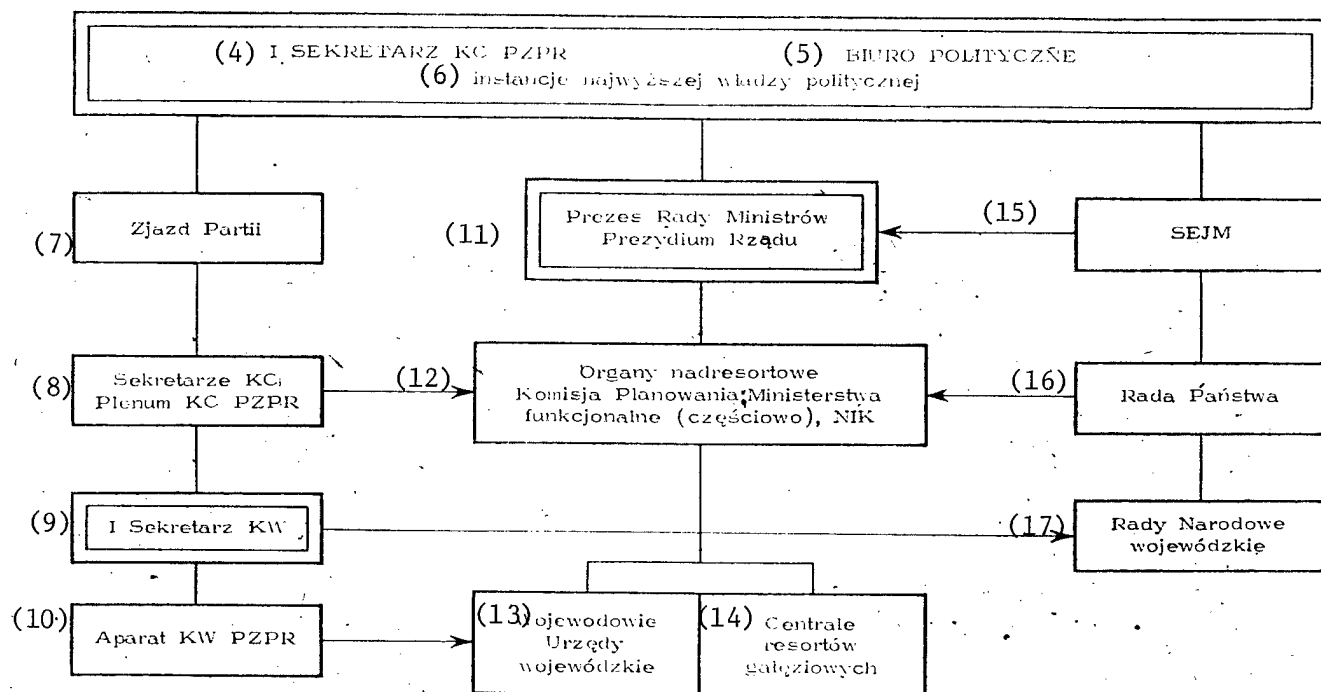 (4) I SEKRETARZ KC PZPR (5) BIURO POLITYCZNE
(6) instancje najwyższej władzy politycznej
(7) Zjazd Partii
(11) Prezes Rady Ministrów
Prezydium Rządu
(15) SEJM
(8) Sekretarze KC,
Plenum KC PZPR
(12) Organy nadresortowe
Komisja Planowania; Ministerstwa
funkcjonalne (częściowo), NIK
(16) Rada Państwa
(9) I Sekretarz KW
(17) Rady Narodowe
wojewódzkie
(10) Aparat KW PZPR
(13) Wojewodowie
Urzędy
wojewódzkie
(14) Centrale
resortów
gałęziowych